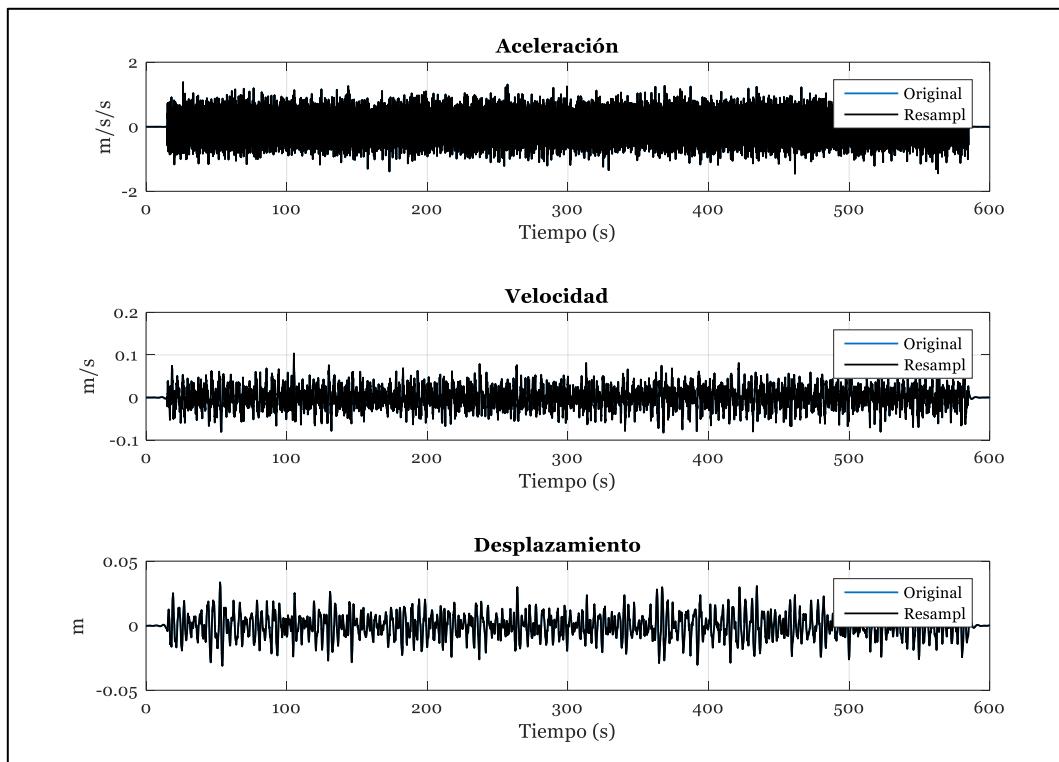 Aceleración
2
0
-2
m/s/s
Original
Resampl
0 100 200 300 400 500 600
Tiempo (s)
Velocidad
0.2
0.1
0
-0.1
m/s
Original
Resampl
0 100 200 300 400 500 600
Tiempo (s)
Desplazamiento
0.05
0
-0.05
m
Original
Resampl
0 100 200 300 400 500 600
Tiempo (s)